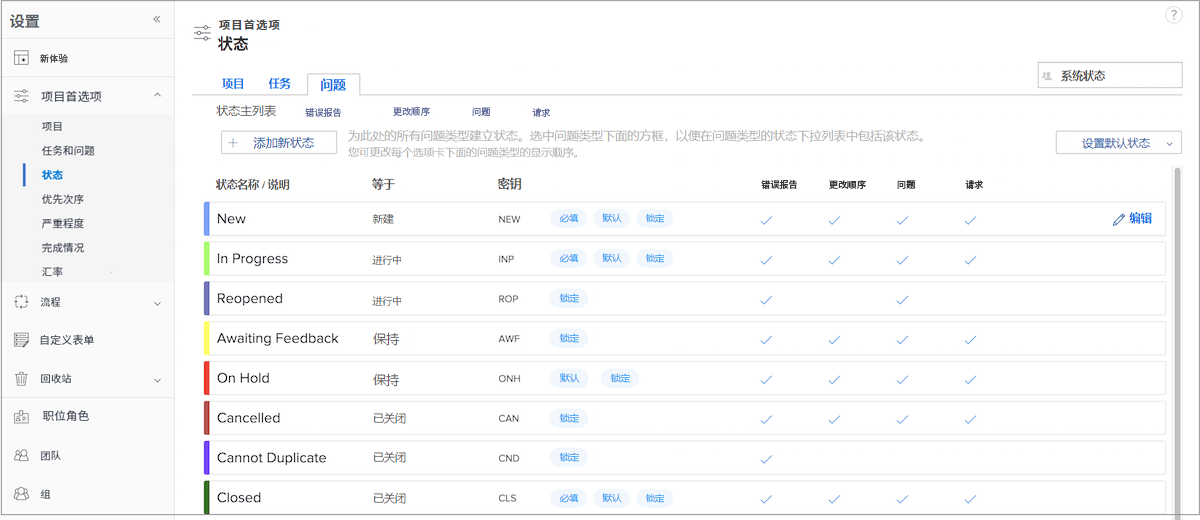 设置
«
新体验
项目首选项
项目
任务和问题
状态
优先次序
严重程度
完成情况
汇率
流程
自定义表单
回收站
职位角色
团队
组
?
项目首选项
状态
项目 任务 问题
系统状态
状态主列表 错误报告 更改顺序 问题 请求
+ 添加新状态
为此处的所有问题类型建立状态。选中问题类型下面的方框，以便在问题类型的状态下拉列表中包括该状态。
您可更改每个选项卡下面的问题类型的显示顺序。
设置默认状态
状态名称 / 说明 等于 密钥 错误报告 更改顺序 问题 请求
New 新建 NEW 必填 默认 锁定 编辑
In Progress 进行中 INP 必填 默认 锁定
Reopened 进行中 ROP 锁定
Awaiting Feedback 保持 AWF 锁定
On Hold 保持 ONH 默认 锁定
Cancelled 已关闭 CAN 锁定
Cannot Duplicate 已关闭 CND 锁定
Closed 已关闭 CLS 必填 默认 锁定